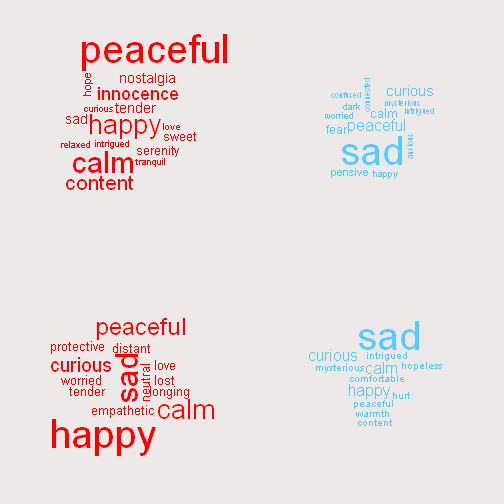 peaceful
hope
nostalgia
innocence
curious
tender
sad
happy
love
sweet
relaxed
intrigued
serenity
calm
tranquil
content
connected
confused
curious
dark
mysterious
worried
calm
intrigued
fear
peaceful
sad
anxious
pensive
happy
peaceful
protective
distant
curious
sad
neutral
love
worried
lost
tender
longing
empathetic
calm
happy
sad
curious
intrigued
mysterious
calm
hopeless
comfortable
happy
hurt
peaceful
warmth
content